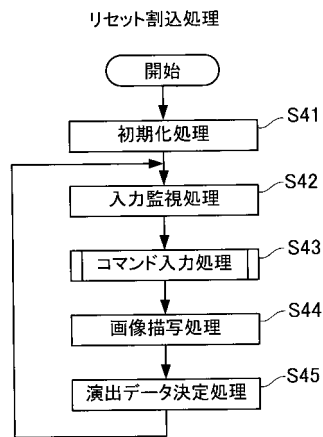 リセット割込処理
開始
S41
初期化処理
S42
入力監視処理
S43
コマンド入力処理
S44
画像描写処理
S45
演出データ決定処理